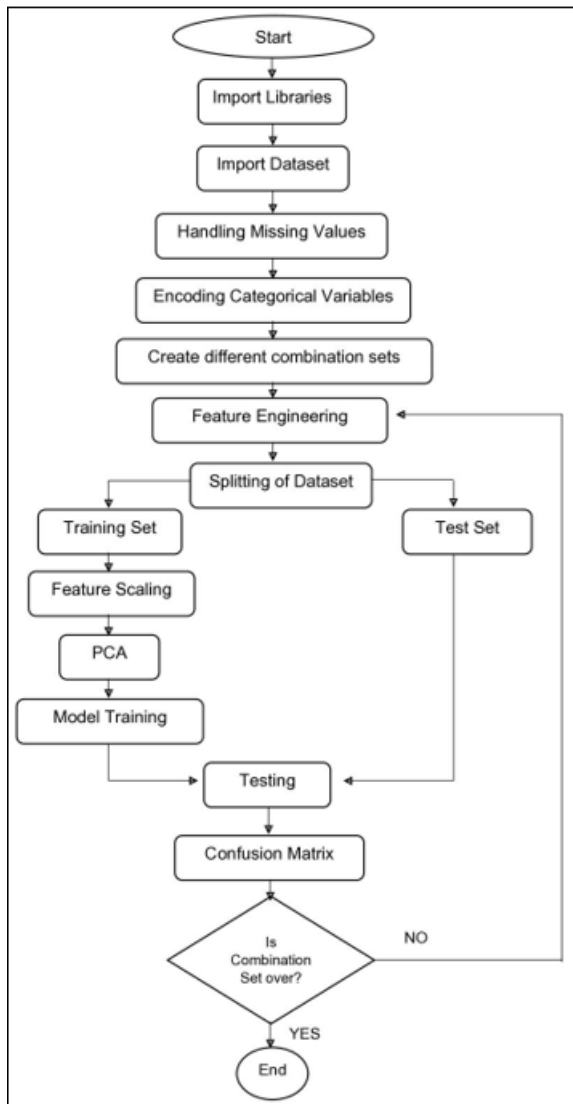 Start
Import Libraries
Import Dataset
Handling Missing Values
Encoding Categorical Variables
Create different combination sets
Feature Engineering
Splitting of Dataset
Training Set
Test Set
Feature Scaling
PCA
Model Training
Testing
Confusion Matrix
Is
Combination
Set over?
NO
YES
End